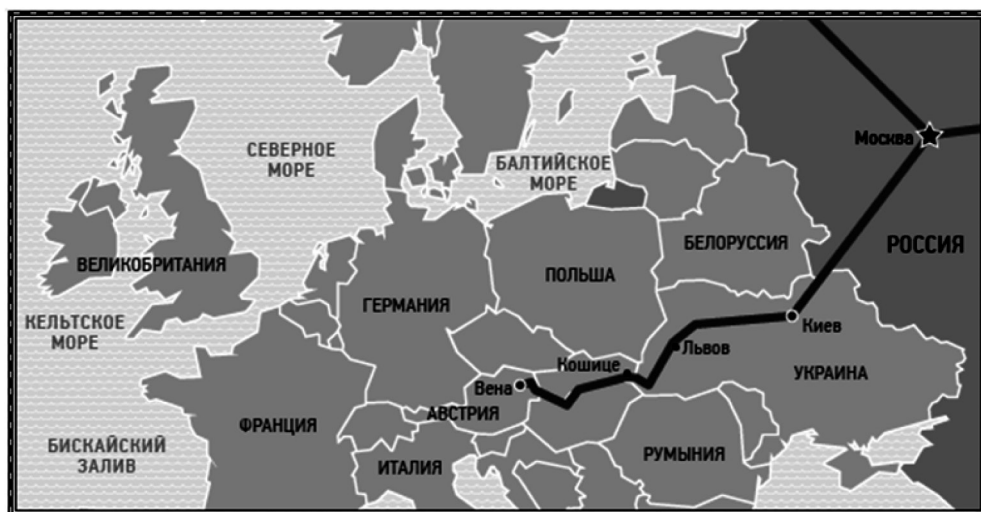 Москва
СЕВЕРНОЕ
МОРЕ
БАЛТИЙСКОЕ
МОРЕ
БЕЛОРУССИЯ
РОССИЯ
ВЕЛИКОБРИТАНИЯ
ПОЛЬША
ГЕРМАНИЯ
КЕЛЬТСКОЕ
МОРЕ
Киев
Львов
Кошице
УКРАИНА
Вена
АВСТРИЯ
ФРАНЦИЯ
БИСКАЙСКИЙ
ЗАЛИВ
ИТАЛИЯ
РУМЫНИЯ